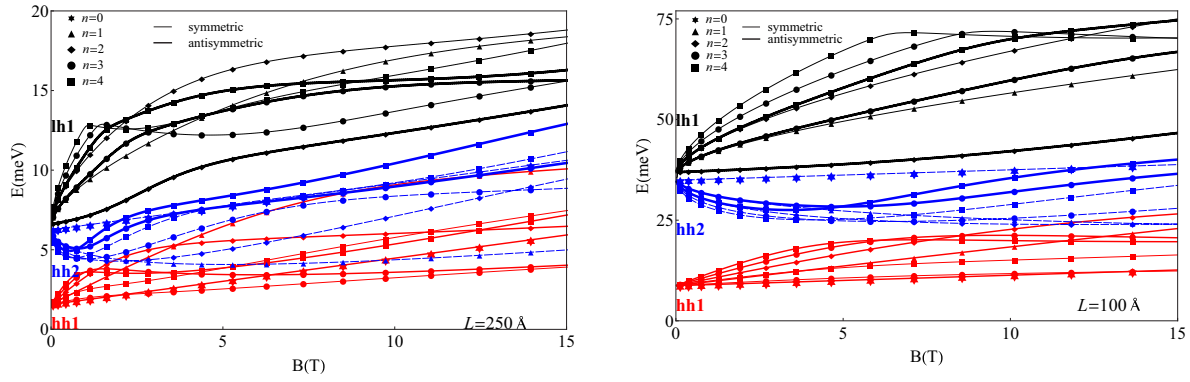 20
15
10
5
0
E(meV)
n=0
n=1
n=2
n=3
n=4
symmetric
antisymmetric
lh1
hh2
hh1
L=250 Å
0
5
10
15
B(T)
75
50
25
0
E(meV)
n=0
n=1
n=2
n=3
n=4
symmetric
antisymmetric
lh1
hh2
hh1
L=100 Å
0
5
10
15
B(T)